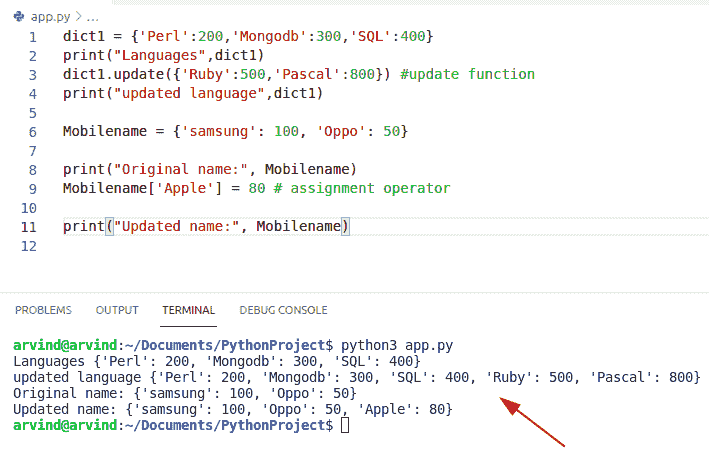 app.py > ...
1 dict1 = {'Perl':200,'Mongodb':300,'SQL':400}
2 print("Languages",dict1)
3 dict1.update({'Ruby':500,'Pascal':800}) #update function
4 print("updated language",dict1)
5
6 Mobilename = {'samsung': 100, 'Oppo': 50}
7
8 print("Original name:", Mobilename)
9 Mobilename['Apple'] = 80 # assignment operator
10
11 print("Updated name:", Mobilename)
12
PROBLEMS OUTPUT TERMINAL DEBUG CONSOLE
arvind@arvind:~/Documents/PythonProject$ python3 app.py
Languages {'Perl': 200, 'Mongodb': 300, 'SQL': 400}
updated language {'Perl': 200, 'Mongodb': 300, 'SQL': 400, 'Ruby': 500, 'Pascal': 800}
Original name: {'samsung': 100, 'Oppo': 50}
Updated name: {'samsung': 100, 'Oppo': 50, 'Apple': 80}
arvind@arvind:~/Documents/PythonProject$